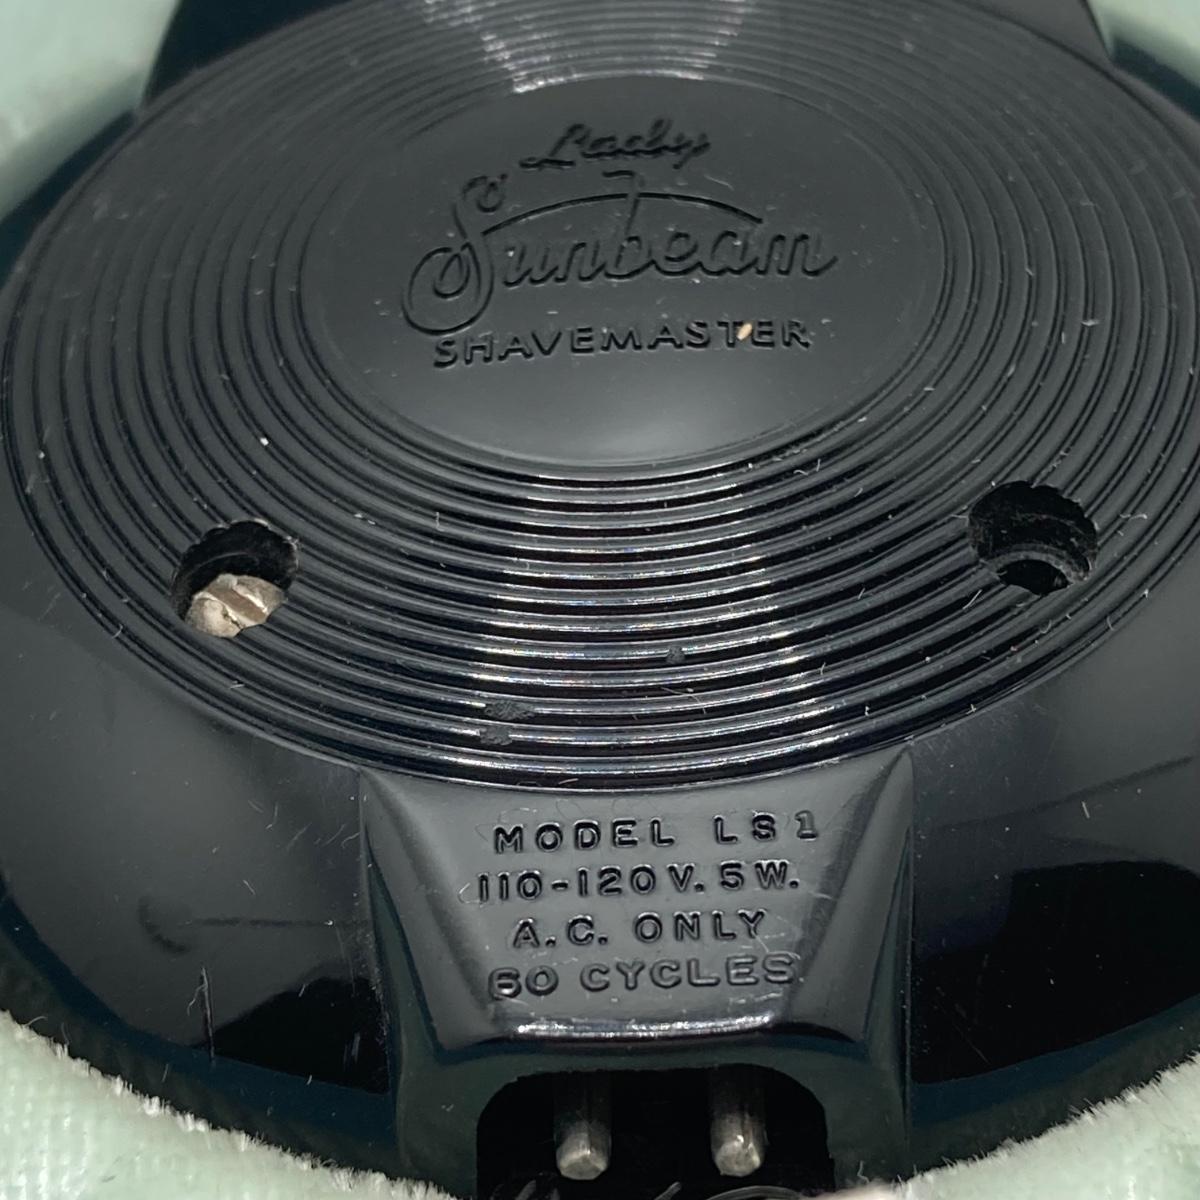 Lady
Sunbeam
SHAVEMASTER
MODEL LS1
110-120V. 5W.
A.C. ONLY
60 CYCLES